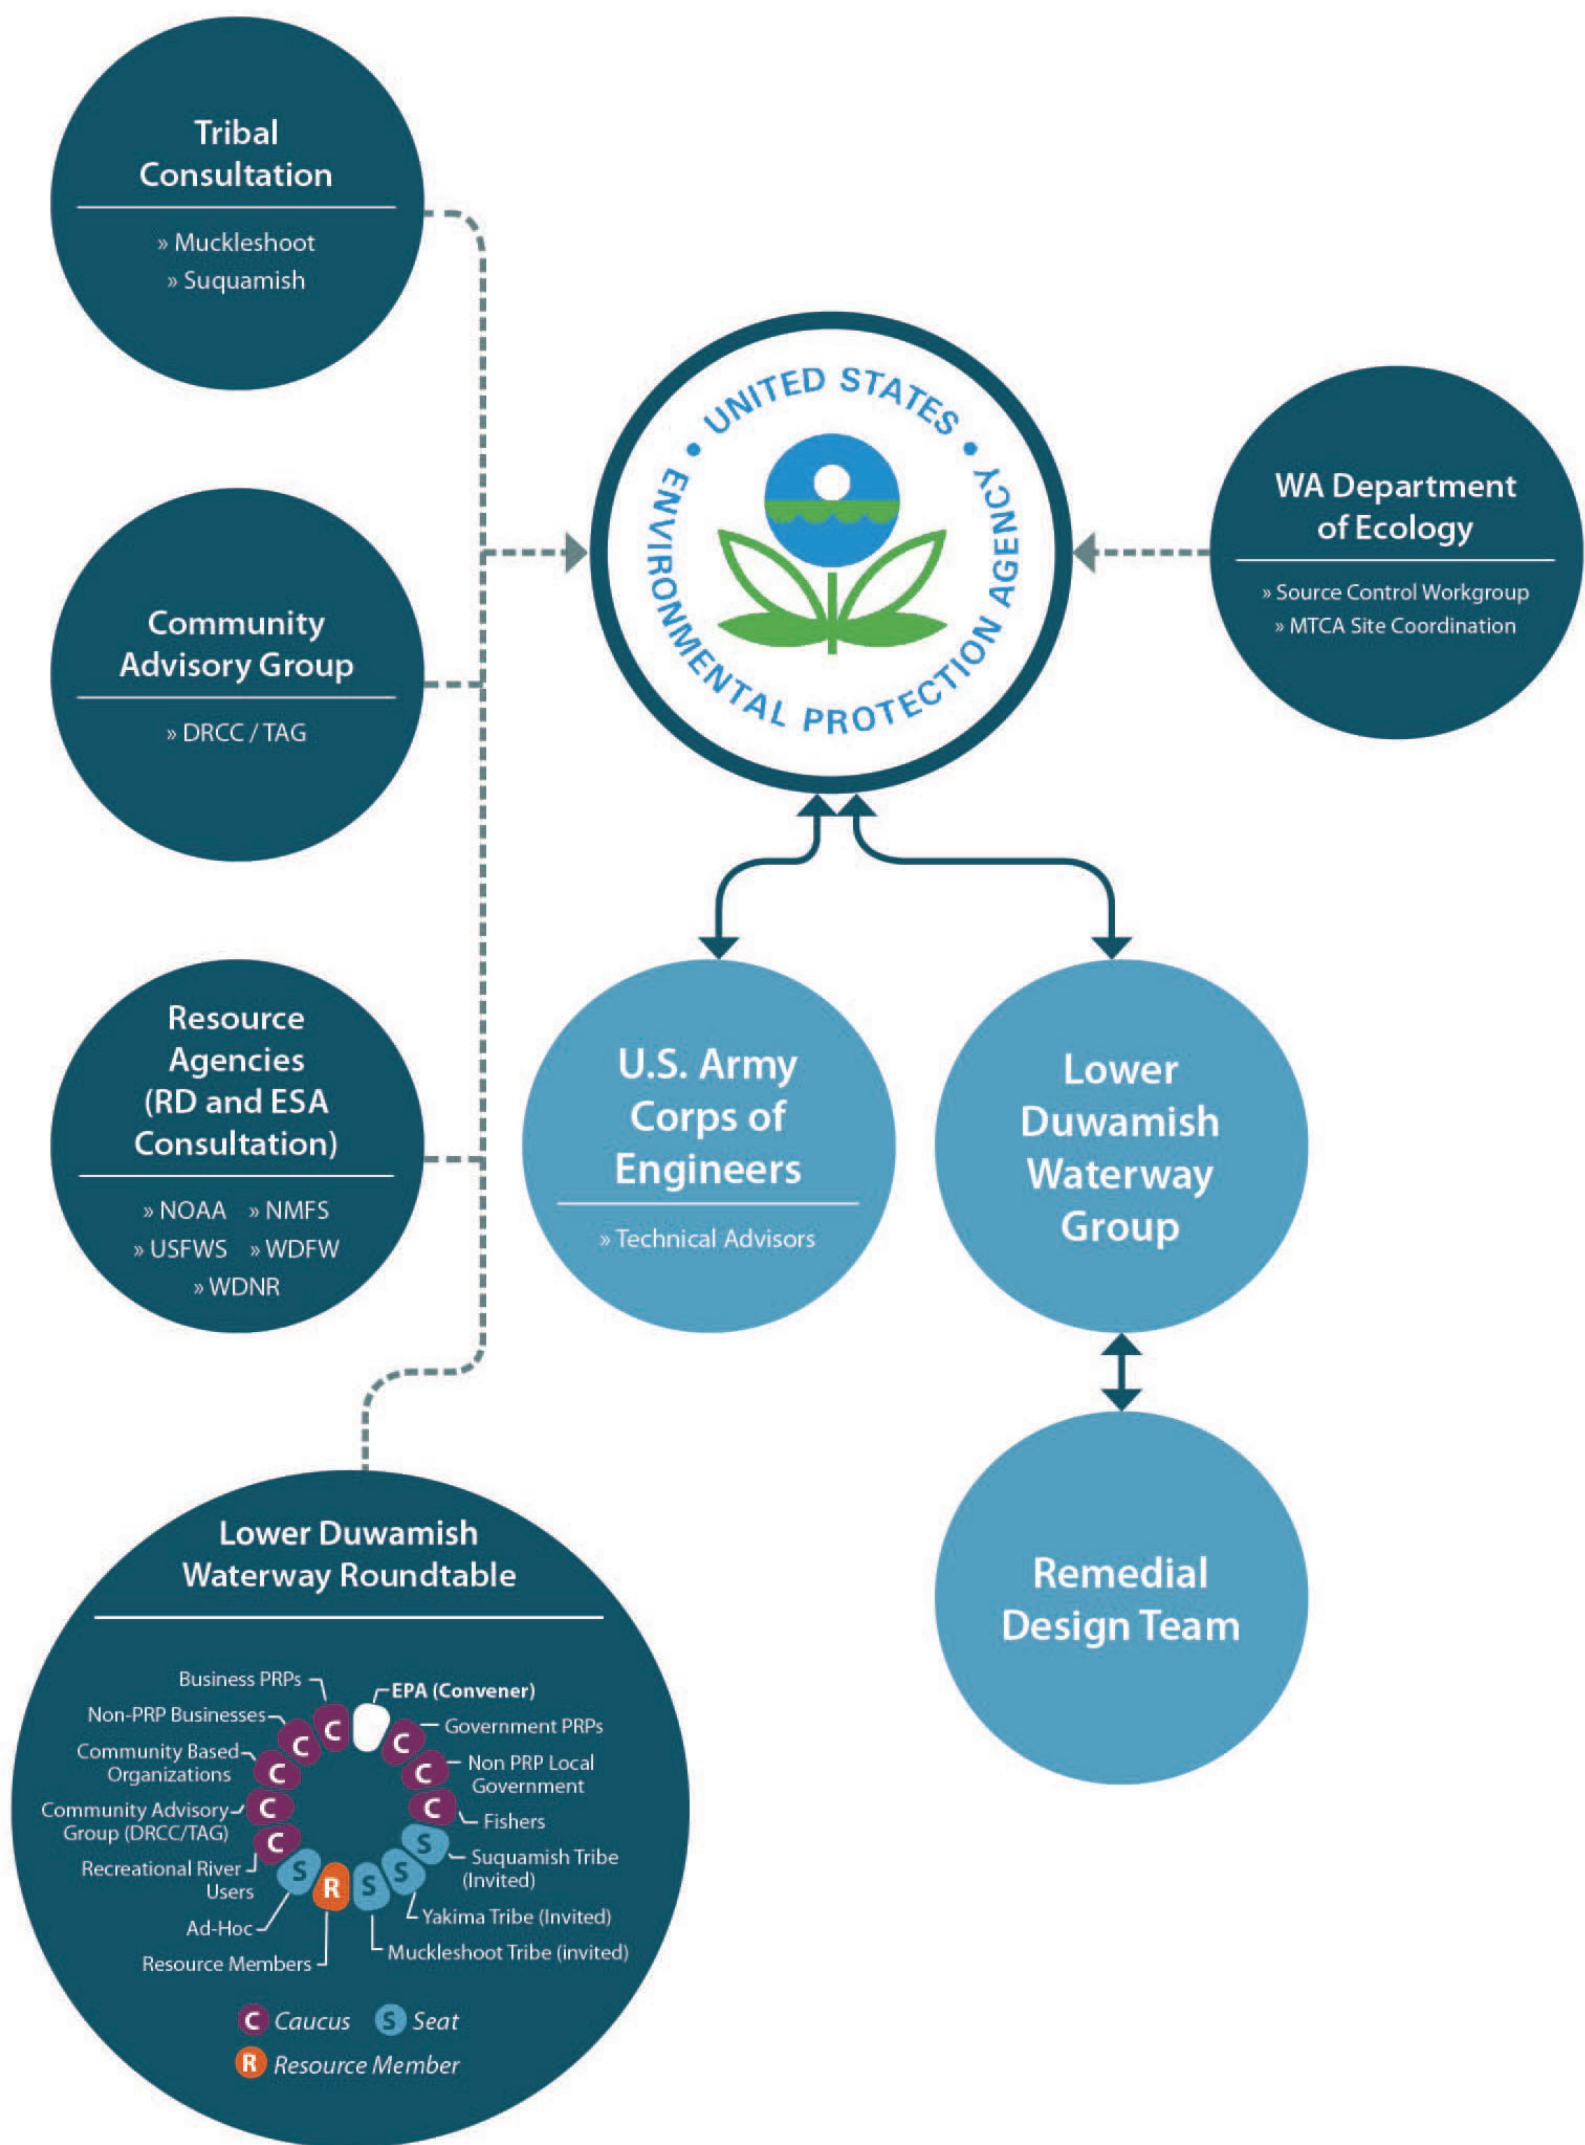 Tribal
Consultation
» Muckleshoot
» Suquamish
• UNITED STATES •
ENVIRONMENTAL PROTECTION AGENCY
WA Department
of Ecology
» Source Control Workgroup
» MTCA Site Coordination
Community
Advisory Group
» DRCC / TAG
Resource
Agencies
(RD and ESA
Consultation)
» NOAA » NMFS
» USFWS » WDFW
» WDNR
U.S. Army
Corps of
Engineers
» Technical Advisors
Lower
Duwamish
Waterway
Group
Remedial
Design Team
Lower Duwamish
Waterway Roundtable
Business PRPs
Non-PRP Businesses
Community Based
Organizations
Community Advisory
Group (DRCC/TAG)
Recreational River
Users
Ad-Hoc
Resource Members
EPA (Convener)
Government PRPs
Non PRP Local
Government
Fishers
Suquamish Tribe
(Invited)
Yakima Tribe (Invited)
Muckleshoot Tribe (invited)
C
C
C
C
C
S
R
S
S
S
C
C
C
C Caucus S Seat
R Resource Member